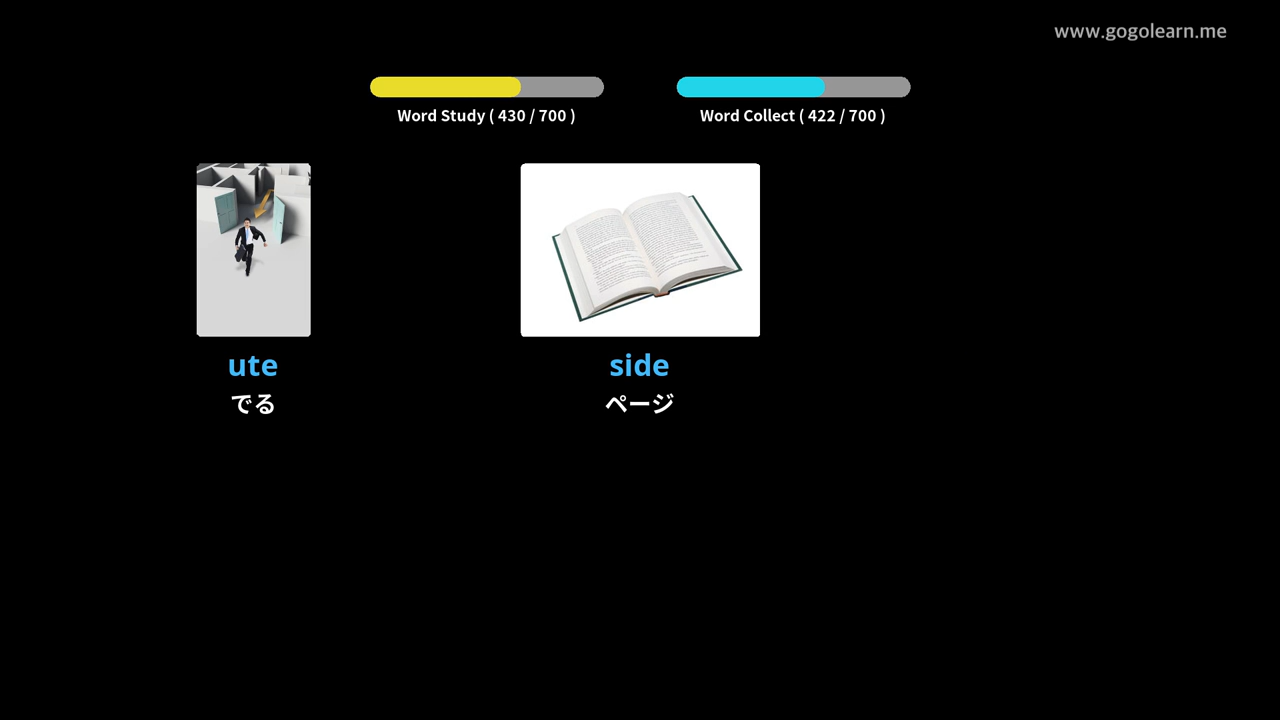 www.gogolearn.me
Word Study ( 430 / 700 )
Word Collect ( 422 / 700 )
ute
でる
side
ページ